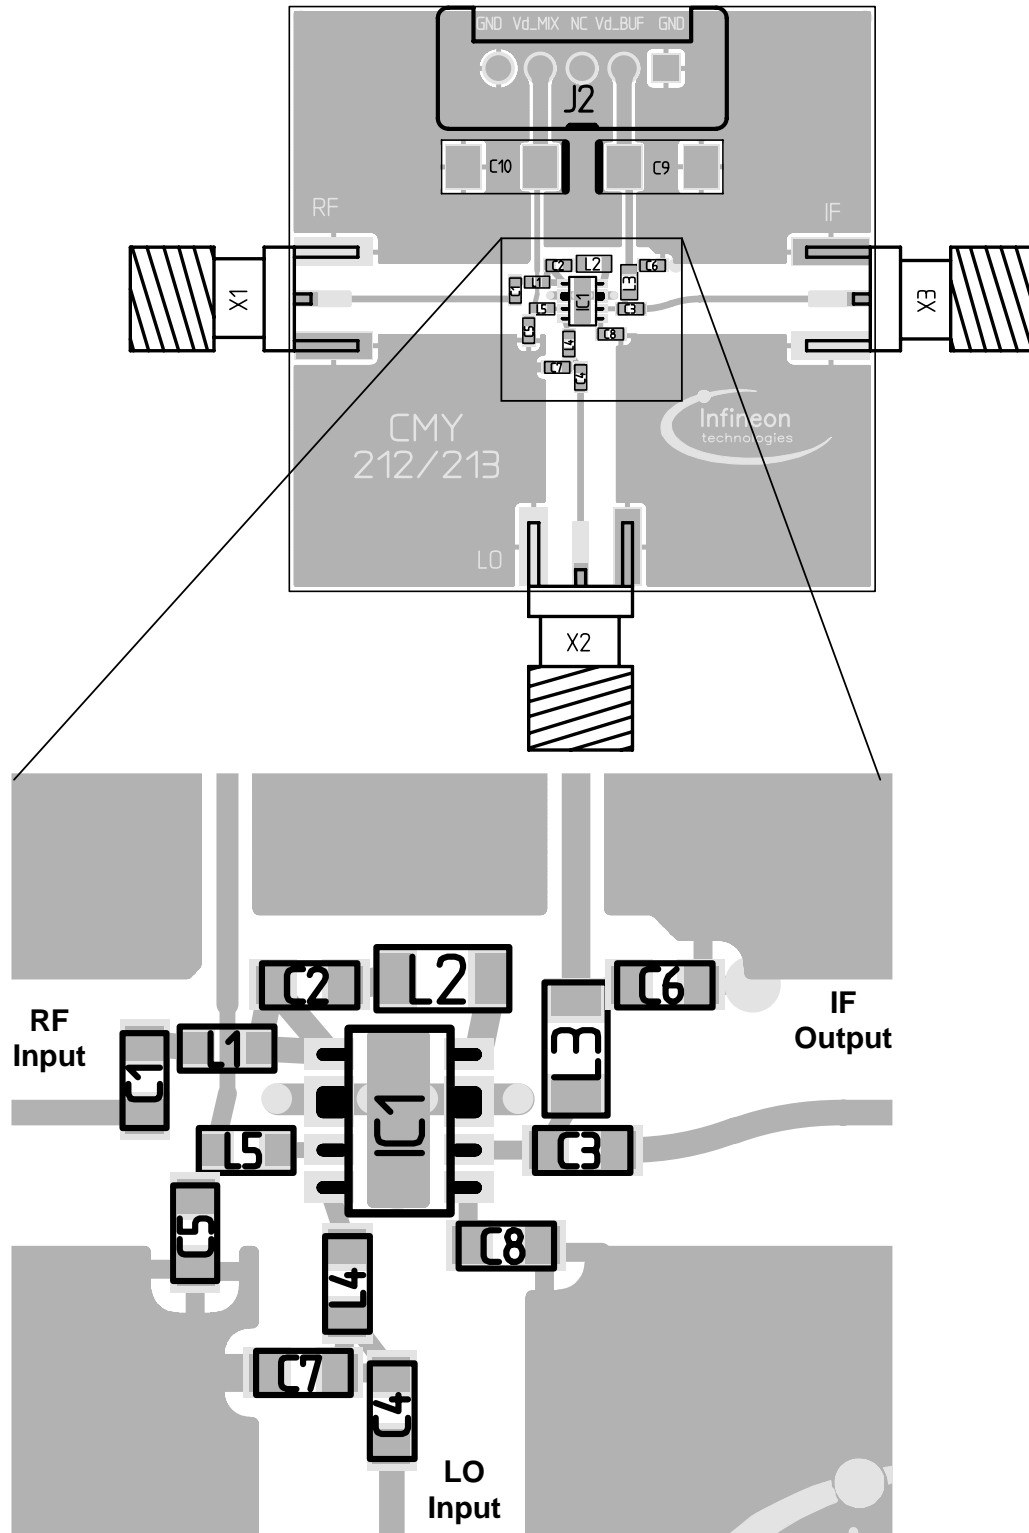 GND Vd_MIX NC Vd_BUF GND
J2
C10
C9
RF
IF
X1
X3
C2
L2
C6
C1
L1
L3
IC1
L5
C3
C5
L4
C8
C7
C4
CMY
212/213
Infineon
technologies
LO
X2
C2
L2
C6
RF
Input
IF
Output
C1
L1
L3
IC1
L5
C3
C5
C8
L4
C7
C4
LO
Input